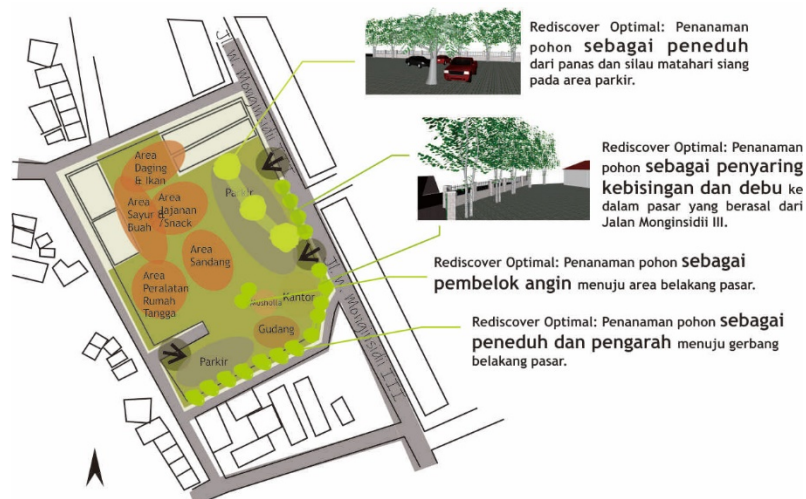 Rediscover Optimal: Penanaman
pohon sebagai peneduh
dari panas dan silau matahari siang
pada area parkir.
Rediscover Optimal: Penanaman
pohon sebagai penyaring
kebisingan dan debu ke
dalam pasar yang berasal dari
Jalan Monginsidii III.
Rediscover Optimal: Penanaman pohon sebagai
pembelok angin menuju area belakang pasar.
Rediscover Optimal: Penanaman pohon sebagai
peneduh dan pengarah menuju gerbang
belakang pasar.
Jl. W. Monginsidii
Area
Daging
& Ikan
Parkir
Area
Jajanan
/Snack
Area
Sayur &
Buah
Area
Sandang
Area
Peralatan
Rumah
Tangga
Kantor
Gudang
Parkir
Jl. W. Monginsidii III